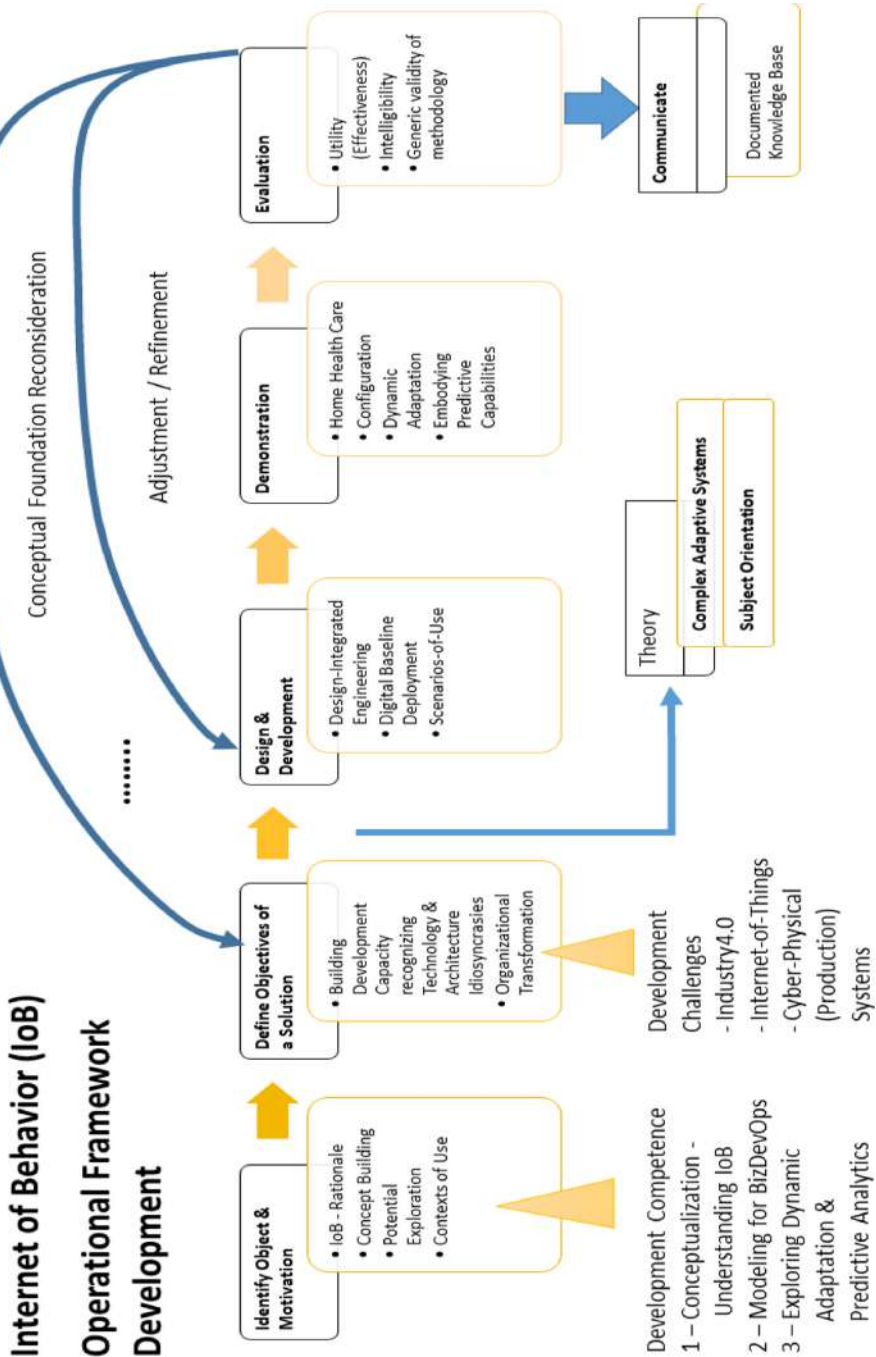 Internet of Behavior (IoB)
Operational Framework
Development
Conceptual Foundation Reconsideration
........
Adjustment / Refinement
Identify Object &
Motivation
• IoB - Rationale
• Concept Building
• Potential
Exploration
• Contexts of Use
Define Objectives of
a Solution
• Building
Development
Capacity
recognizing
Technology &
Architecture
Idiosyncrasies
• Organizational
Transformation
Design &
Development
• Design-Integrated
Engineering
• Digital Baseline
Deployment
• Scenarios-of-Use
Demonstration
• Home Health Care
• Configuration
• Dynamic
Adaptation
• Embodying
Predictive
Capabilities
Evaluation
• Utility
(Effectiveness)
• Intelligibility
• Generic validity of
methodology
Development Competence
1 – Conceptualization -
Understanding IoB
2 – Modeling for BizDevOps
3 – Exploring Dynamic
Adaptation &
Predictive Analytics
Development
Challenges
- Industry4.0
- Internet-of-Things
- Cyber-Physical
(Production)
Systems
Theory
Complex Adaptive Systems
Subject Orientation
Communicate
Documented
Knowledge Base